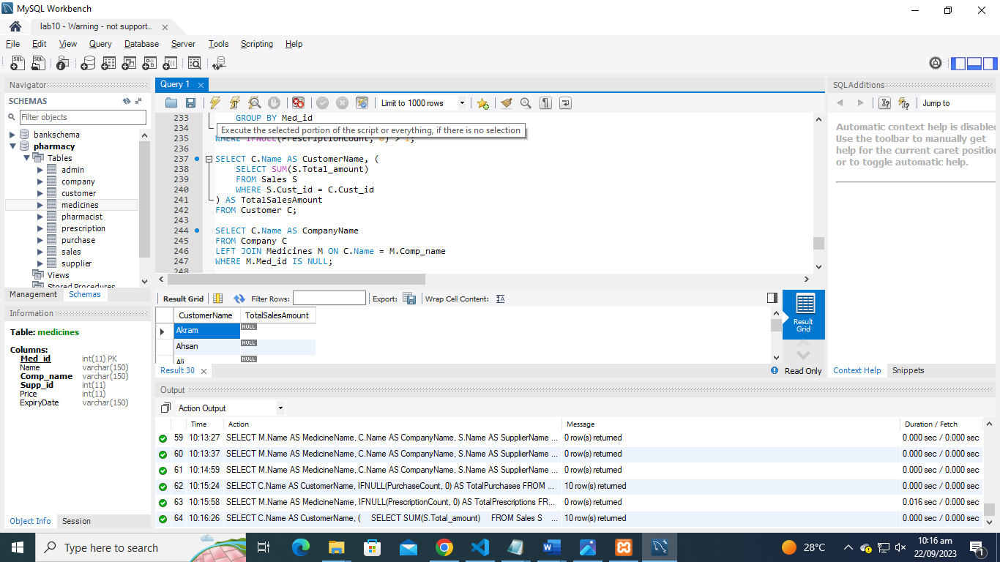 MySQL Workbench
lab10 - Warning - not support...
File Edit View Query Database Server Tools Scripting Help
Navigator
SCHEMAS
Filter objects
bankschema
pharmacy
Tables
admin
company
customer
medicines
pharmacist
prescription
purchase
sales
supplier
Views
Stored Procedures
Management Schemas
Information
Table: medicines
Columns:
Med_id int(11) PK
Name varchar(150)
Comp_name varchar(150)
Supp_id int(11)
Price int(11)
ExpiryDate varchar(150)
Object Info Session
Query 1
Limit to 1000 rows
233 GROUP BY Med_id
234
Execute the selected portion of the script or everything, if there is no selection
235 WHERE IFNULL(PrescriptionCount, 0) > 1;
236
237 SELECT C.Name AS CustomerName, (
238 SELECT SUM(S.Total_amount)
239 FROM Sales S
240 WHERE S.Cust_id = C.Cust_id
241 ) AS TotalSalesAmount
242 FROM Customer C;
243
244 SELECT C.Name AS CompanyName
245 FROM Company C
246 LEFT JOIN Medicines M ON C.Name = M.Comp_name
247 WHERE M.Med_id IS NULL;
248
Result Grid Filter Rows: Export: Wrap Cell Content:
CustomerName TotalSalesAmount
Akram NULL
Ahsan NULL
Ali NULL
Result Grid
Result 30
Read Only
SQLAdditions
Jump to
Automatic context help is disabled
Use the toolbar to manually get
help for the current caret position
or to toggle automatic help.
Context Help Snippets
Output
Action Output
Time Action Message Duration / Fetch
59 10:13:27 SELECT M.Name AS MedicineName, C.Name AS CompanyName, S.Name AS SupplierName ... 0 row(s) returned 0.000 sec / 0.000 sec
60 10:13:37 SELECT M.Name AS MedicineName, C.Name AS CompanyName, S.Name AS SupplierName ... 0 row(s) returned 0.000 sec / 0.000 sec
61 10:14:59 SELECT M.Name AS MedicineName, C.Name AS CompanyName, S.Name AS SupplierName ... 0 row(s) returned 0.000 sec / 0.000 sec
62 10:15:24 SELECT C.Name AS CustomerName, IFNULL(PurchaseCount, 0) AS TotalPurchases FROM ... 10 row(s) returned 0.000 sec / 0.000 sec
63 10:15:58 SELECT M.Name AS MedicineName, IFNULL(PrescriptionCount, 0) AS TotalPrescriptions FR... 0 row(s) returned 0.016 sec / 0.000 sec
64 10:16:26 SELECT C.Name AS CustomerName, ( SELECT SUM(S.Total_amount) FROM Sales S ... 10 row(s) returned 0.000 sec / 0.000 sec
Type here to search
28°C
10:16 am
22/09/2023
1